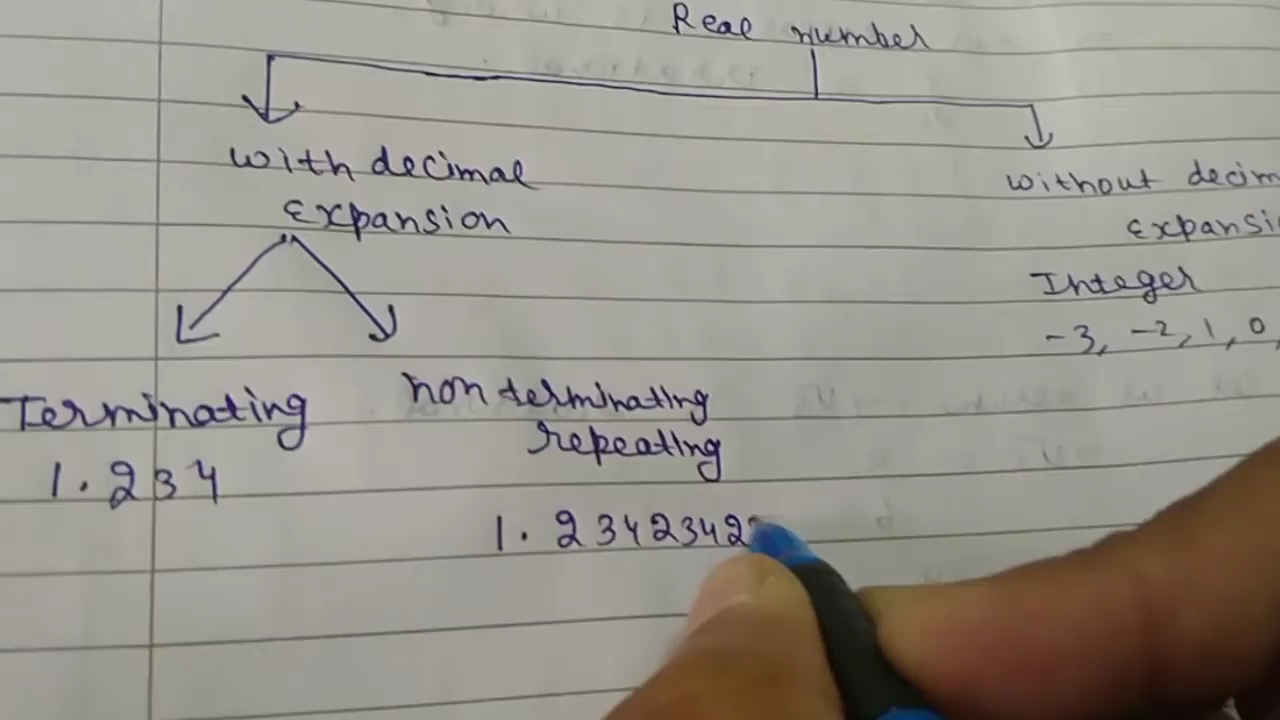 Real number
with decimal
Expansion
without decim
Expansi
Integer
-3, -2, 1, 0,
Terminating
1.234
non terminating
repeating
1.2342342